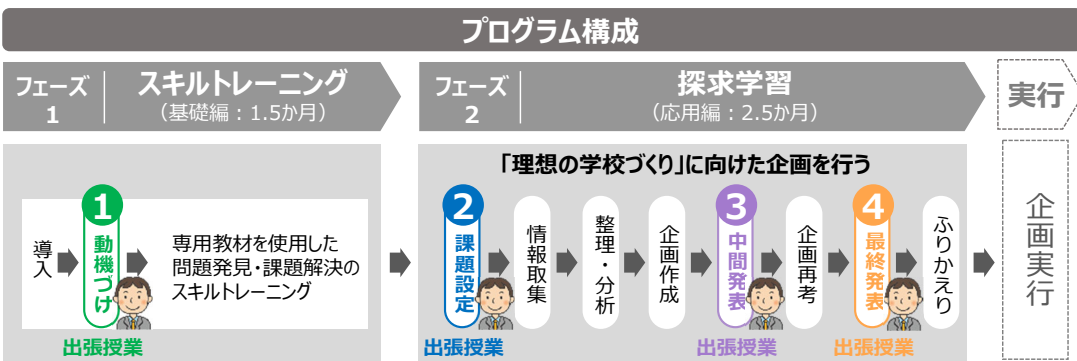 プログラム構成
フェーズ
1
スキルトレーニング
（基礎編：1.5か月）
フェーズ
2
探求学習
（応用編：2.5か月）
実行
「理想の学校づくり」に向けた企画を行う
導入
1
動機づけ
専用教材を使用した
問題発見・課題解決の
スキルトレーニング
出張授業
2
課題設定
出張授業
情報取集
整理・分析
企画作成
3
中間発表
出張授業
企画再考
4
最終発表
出張授業
ふりかえり
企画実行